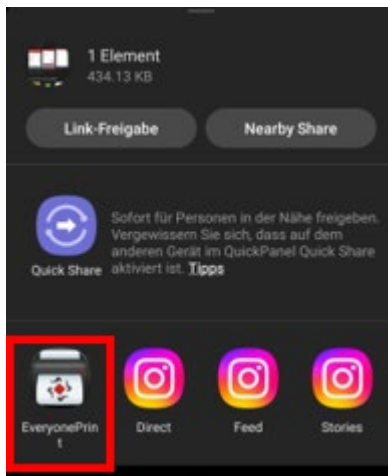 1 Element
434.13 KB
Link-Freigabe
Nearby Share
Sofort für Personen in der Nähe freigeben.
Vergewissern Sie sich, dass auf dem
anderen Gerät im QuickPanel Quick Share
aktiviert ist. Tipps
Quick Share
EveryonePrin
t
Direct
Feed
Stories